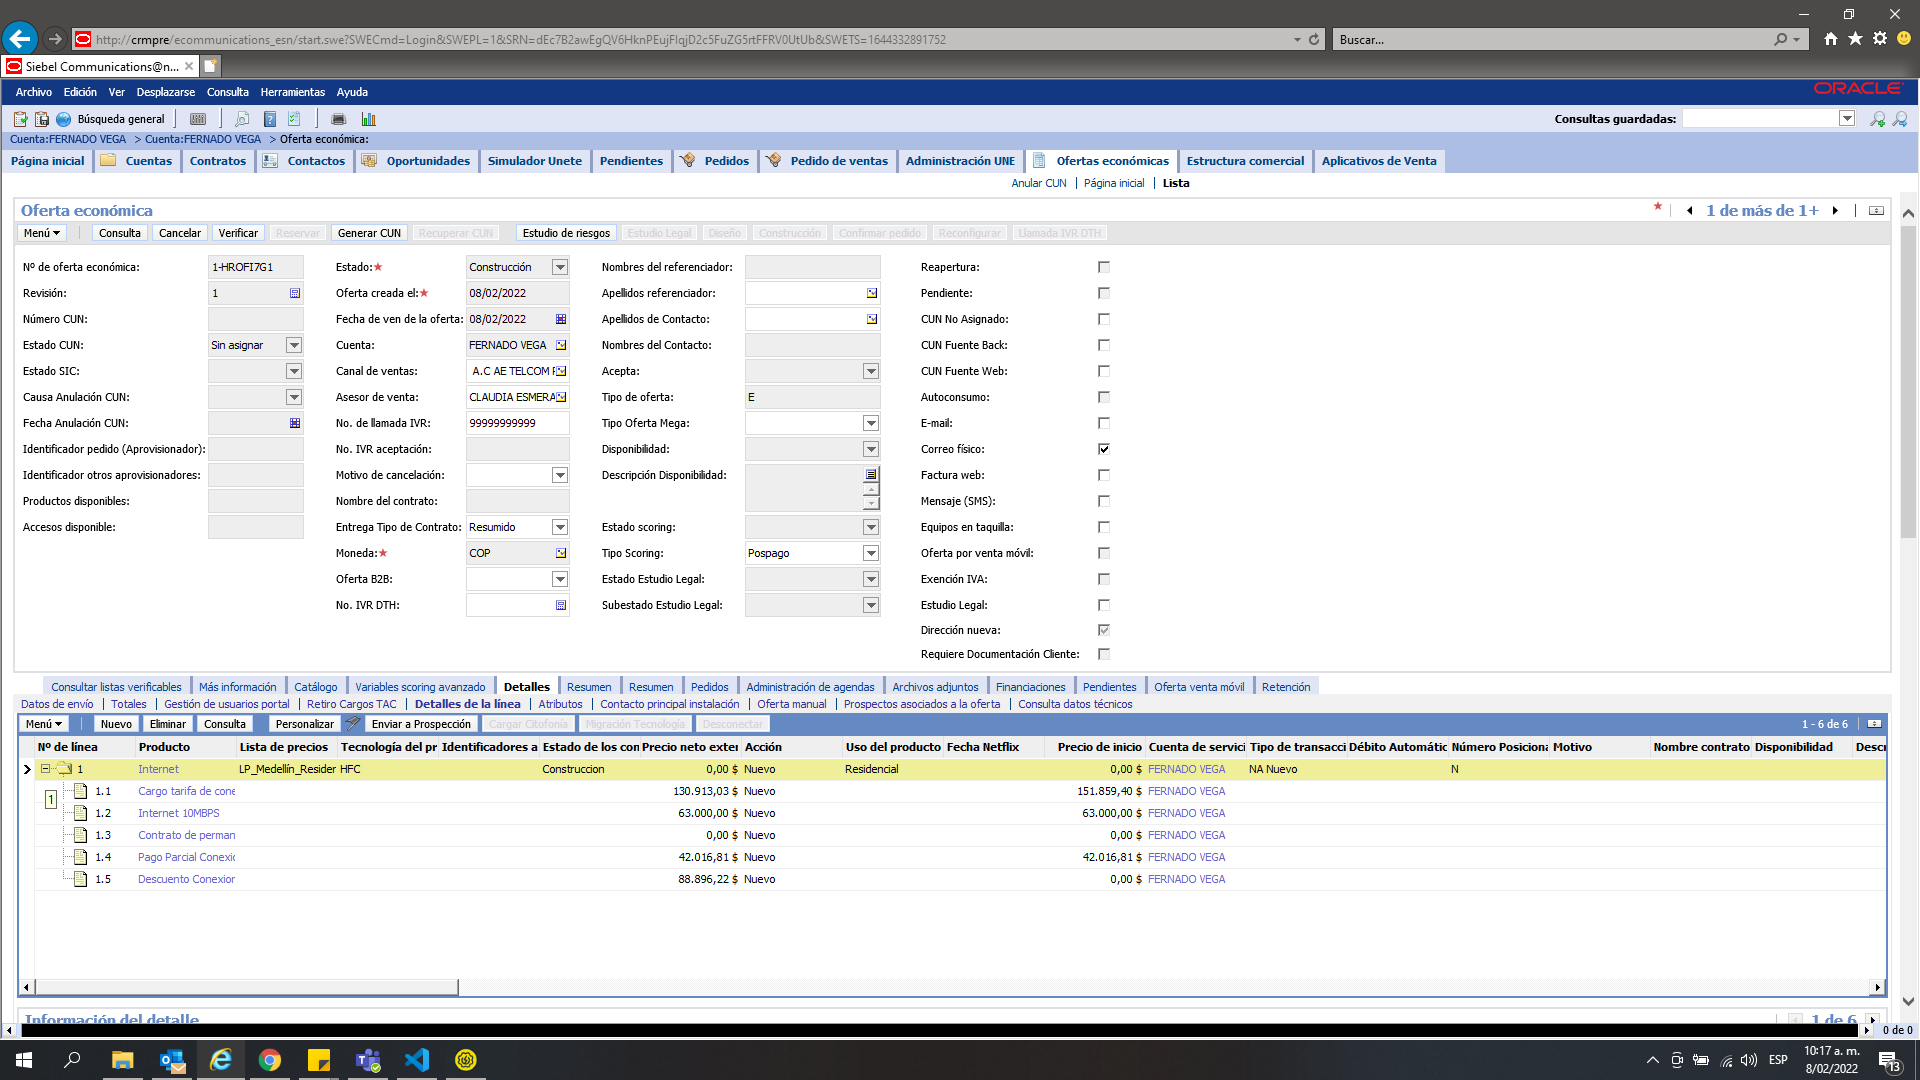 http://crmpre/ecommunications_esn/start.swe?SWECmd=Login&SWEPL=1&SRN=dEc7B2awEgQV6HknPEujFlqjD2c5FuZG5rtFFRV0UtUb&SWETS=1644332891752
Buscar...
Siebel Communications@n...
Archivo Edición Ver Desplazarse Consulta Herramientas Ayuda
ORACLE
Búsqueda general
Consultas guardadas:
Cuenta:FERNADO VEGA > Cuenta:FERNADO VEGA > Oferta económica:
Página inicial Cuentas Contratos Contactos Oportunidades Simulador Unete Pendientes Pedidos Pedido de ventas Administración UNE Ofertas económicas Estructura comercial Aplicativos de Venta
Anular CUN Página inicial Lista
Oferta económica
1 de más de 1+
Menú Consulta Cancelar Verificar Reservar Generar CUN Recuperar CUN Estudio de riesgos Estudio Legal Diseño Construcción Confirmar pedido Reconfigurar Llamada IVR DTH
Nº de oferta económica: 1-HROFI7G1 Estado: Construcción Nombres del referenciador: Reapertura:
Revisión: 1 Oferta creada el: 08/02/2022 Apellidos referenciador: Pendiente:
Número CUN: Fecha de ven de la oferta: 08/02/2022 Apellidos de Contacto: CUN No Asignado:
Estado CUN: Sin asignar Cuenta: FERNADO VEGA Nombres del Contacto: CUN Fuente Back:
Estado SIC: Canal de ventas: A.C AE TELCOM Acepta: CUN Fuente Web:
Causa Anulación CUN: Asesor de venta: CLAUDIA ESMERA Tipo de oferta: E Autoconsumo:
Fecha Anulación CUN: No. de llamada IVR: 99999999999 Tipo Oferta Mega: E-mail:
Identificador pedido (Aprovisionador): No. IVR aceptación: Disponibilidad: Correo físico:
Identificador otros aprovisionadores: Motivo de cancelación: Descripción Disponibilidad: Factura web:
Productos disponibles: Nombre del contrato: Mensaje (SMS):
Accesos disponible: Entrega Tipo de Contrato: Resumido Estado scoring: Equipos en taquilla:
Moneda: COP Tipo Scoring: Pospago Oferta por venta móvil:
Oferta B2B: Estado Estudio Legal: Exención IVA:
No. IVR DTH: Subestado Estudio Legal: Estudio Legal:
Dirección nueva:
Requiere Documentación Cliente:
Consultar listas verificables Más información Catálogo Variables scoring avanzado Detalles Resumen Resumen Pedidos Administración de agendas Archivos adjuntos Financiaciones Pendientes Oferta venta móvil Retención
Datos de envío Totales Gestión de usuarios portal Retiro Cargos TAC Detalles de la línea Atributos Contacto principal instalación Oferta manual Prospectos asociados a la oferta Consulta datos técnicos
Menú Nuevo Eliminar Consulta Personalizar Enviar a Prospección Cargar Citofonía Migración Tecnología Desconectar 1 - 6 de 6
Nº de línea Producto Lista de precios Tecnología del pr Identificadores a Estado de los con Precio neto exter Acción Uso del producto Fecha Netflix Precio de inicio Cuenta de servici Tipo de transacci Débito Automátic Número Posiciona Motivo Nombre contrato Disponibilidad Descr
1 Internet LP_Medellín_Resider HFC Construccion 0,00 $ Nuevo Residencial 0,00 $ FERNADO VEGA NA Nuevo N
1.1 Cargo tarifa de cone 130.913,03 $ Nuevo 151.859,40 $ FERNADO VEGA
1
1.2 Internet 10MBPS 63.000,00 $ Nuevo 63.000,00 $ FERNADO VEGA
1.3 Contrato de perman 0,00 $ Nuevo 0,00 $ FERNADO VEGA
1.4 Pago Parcial Conexic 42.016,81 $ Nuevo 42.016,81 $ FERNADO VEGA
1.5 Descuento Conexior 88.896,22 $ Nuevo 0,00 $ FERNADO VEGA
Información del detalle
1 de 6
0 de 0
ESP
10:17 a. m.
8/02/2022
13